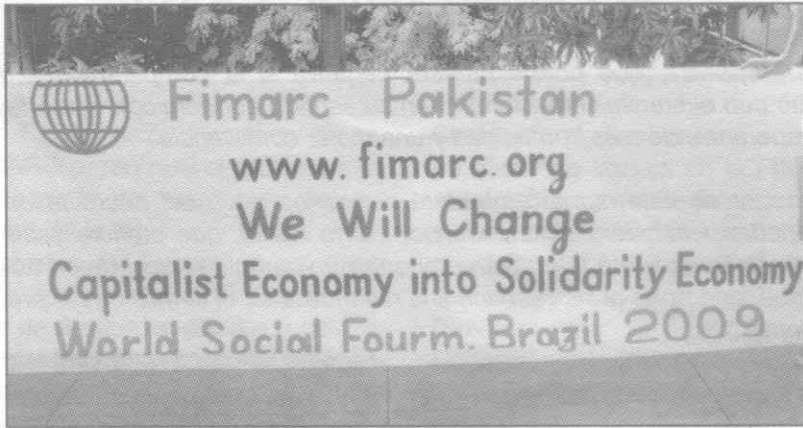 Fimarc Pakistan
www.fimarc.org
We Will Change
Capitalist Economy into Solidarity Economy
World Social Fourm. Brazil 2009